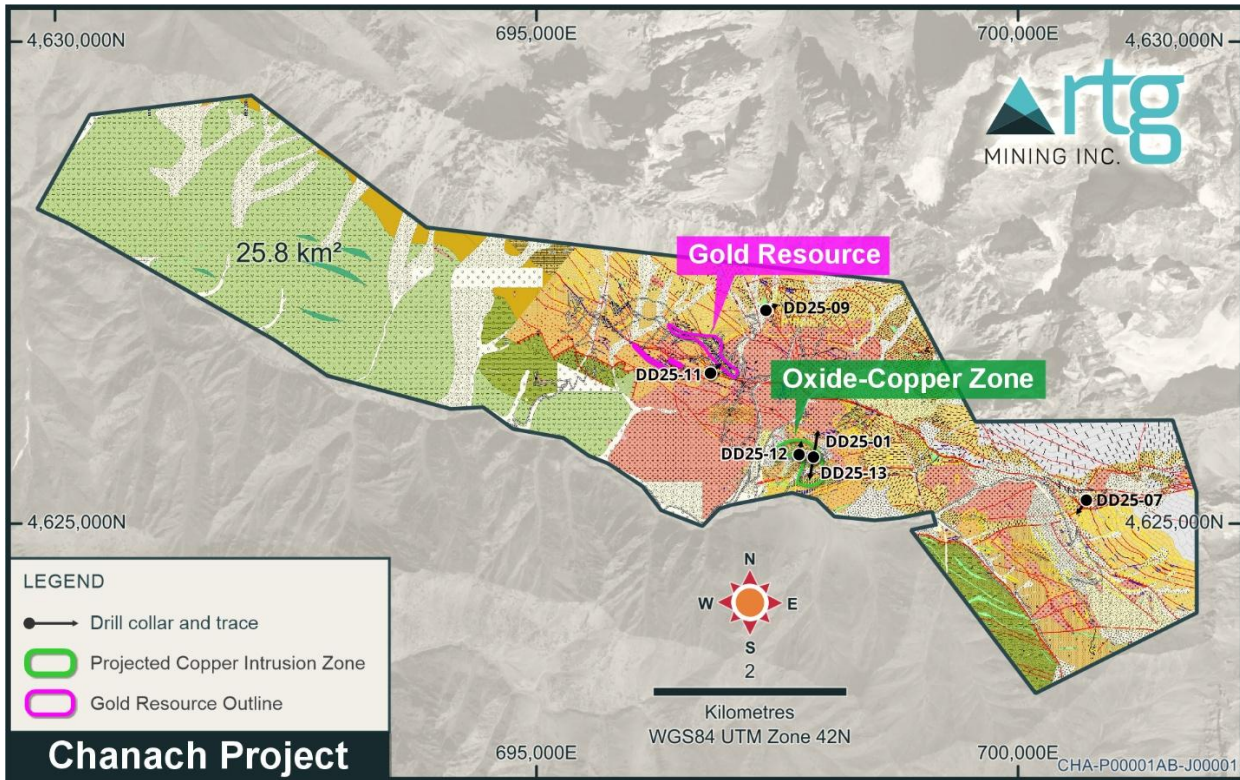 4,630,000N
695,000E
700,000E
4,630,000N
rtg
MINING INC.
25.8 km²
Gold Resource
DD25-09
DD25-11
Oxide-Copper Zone
DD25-01
DD25-12
DD25-13
DD25-07
4,625,000N
4,625,000N
LEGEND
Drill collar and trace
Projected Copper Intrusion Zone
Gold Resource Outline
Chanach Project
N
W
E
S
2
Kilometres
WGS84 UTM Zone 42N
695,000E
700,000E
CHA-P00001AB-J00001